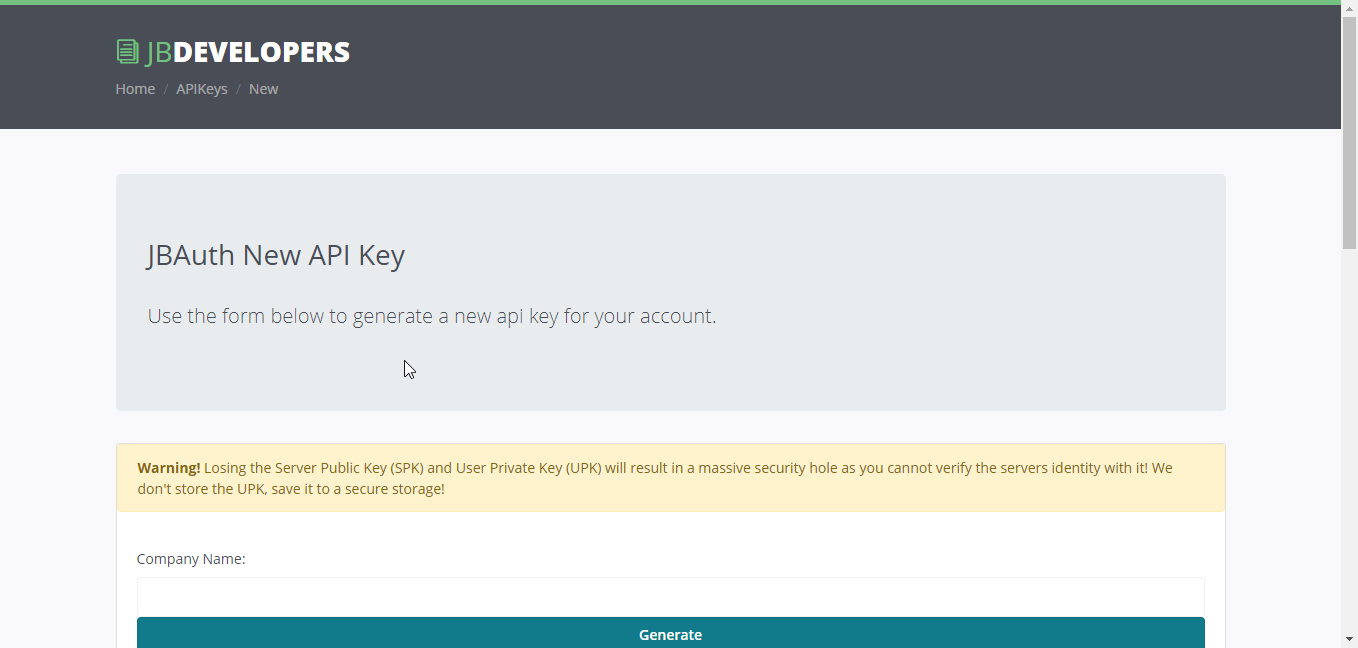 JBDEVELOPERS
Home / APIKeys / New
JBAuth New API Key
Use the form below to generate a new api key for your account.
Warning! Losing the Server Public Key (SPK) and User Private Key (UPK) will result in a massive security hole as you cannot verify the servers identity with it! We
don't store the UPK, save it to a secure storage!
Company Name:
Generate